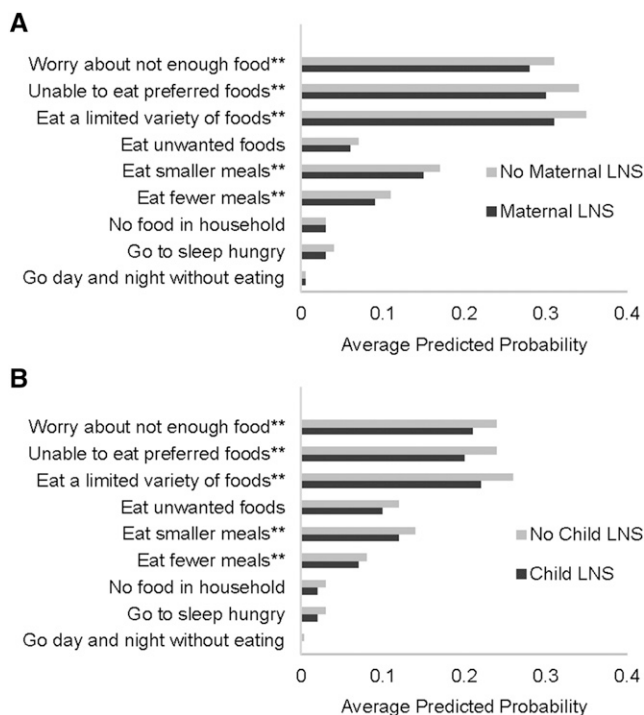 A
Worry about not enough food**
Unable to eat preferred foods**
Eat a limited variety of foods**
Eat unwanted foods
Eat smaller meals**
Eat fewer meals**
No food in household
Go to sleep hungry
Go day and night without eating
No Maternal LNS
Maternal LNS
0 0.1 0.2 0.3 0.4
Average Predicted Probability
B
Worry about not enough food**
Unable to eat preferred foods**
Eat a limited variety of foods**
Eat unwanted foods
Eat smaller meals**
Eat fewer meals**
No food in household
Go to sleep hungry
Go day and night without eating
No Child LNS
Child LNS
0 0.1 0.2 0.3 0.4
Average Predicted Probability